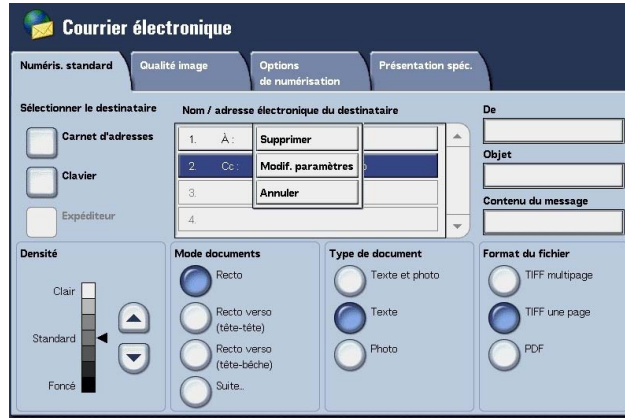 Courrier électronique
Numéris. standard
Qualité image
Options
de numérisation
Présentation spéc.
Sélectionner le destinataire
Carnet d'adresses
Clavier
Expéditeur
Nom / adresse électronique du destinataire
1. À :
2. Cc :
3.
4.
Supprimer
Modif. paramètres
Annuler
De
Objet
Contenu du message
Densité
Clair
Standard
Foncé
Mode documents
Recto
Recto verso
(tête-tête)
Recto verso
(tête-bêche)
Suite...
Type de document
Texte et photo
Texte
Photo
Format du fichier
TIFF multipage
TIFF une page
PDF